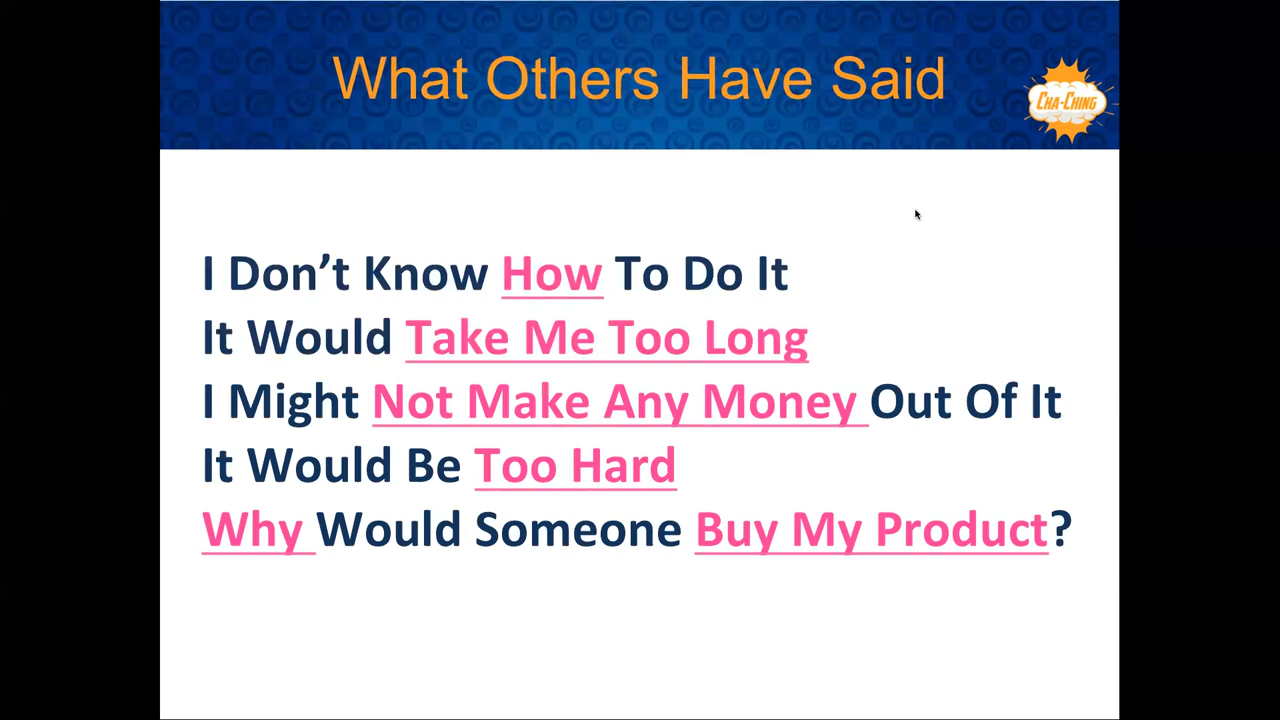 What Others Have Said
CHA-CHING
I Don’t Know How To Do It
It Would Take Me Too Long
I Might Not Make Any Money Out Of It
It Would Be Too Hard
Why Would Someone Buy My Product?